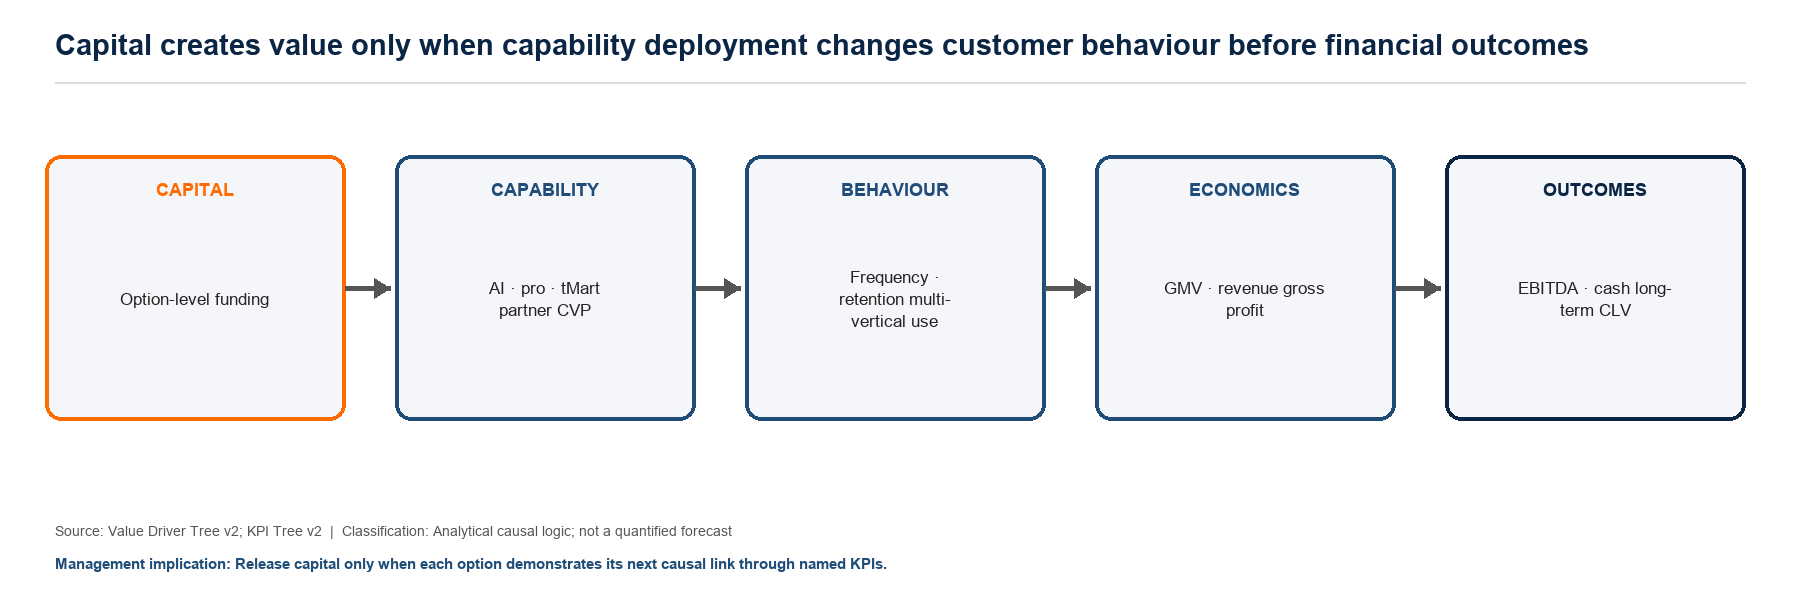 Capital creates value only when capability deployment changes customer behaviour before financial outcomes
CAPITAL
Option-level funding
CAPABILITY
AI · pro · tMart
partner CVP
BEHAVIOUR
Frequency ·
retention multi-
vertical use
ECONOMICS
GMV · revenue gross
profit
OUTCOMES
EBITDA · cash long-
term CLV
Source: Value Driver Tree v2; KPI Tree v2 | Classification: Analytical causal logic; not a quantified forecast
Management implication: Release capital only when each option demonstrates its next causal link through named KPIs.